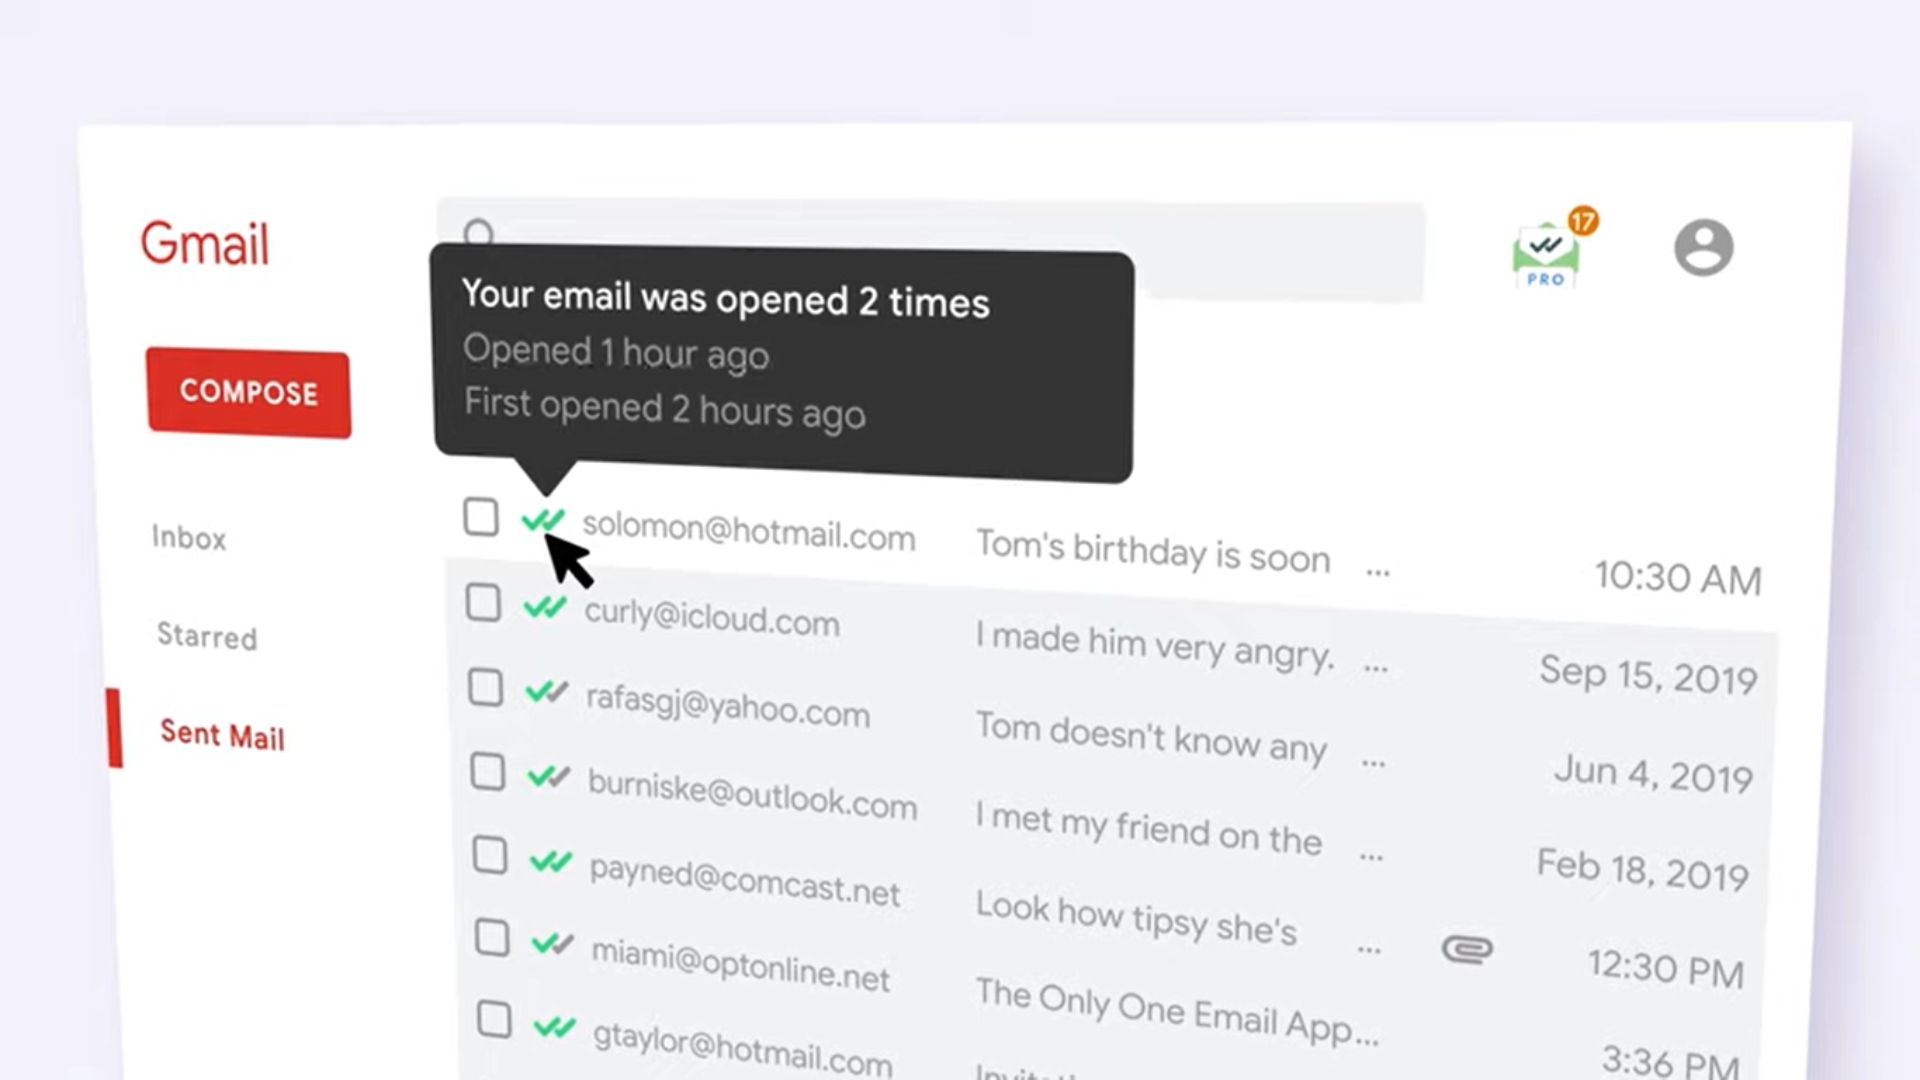 Gmail
17
PRO
Your email was opened 2 times
Opened 1 hour ago
First opened 2 hours ago
COMPOSE
Inbox
Starred
Sent Mail
solomon@hotmail.com Tom's birthday is soon ... 10:30 AM
curly@icloud.com I made him very angry. ... Sep 15, 2019
rafasgj@yahoo.com Tom doesn't know any ... Jun 4, 2019
burniske@outlook.com I met my friend on the ... Feb 18, 2019
payned@comcast.net Look how tipsy she's ... 12:30 PM
miami@optonline.net The Only One Email App... 3:36 PM
gtaylor@hotmail.com